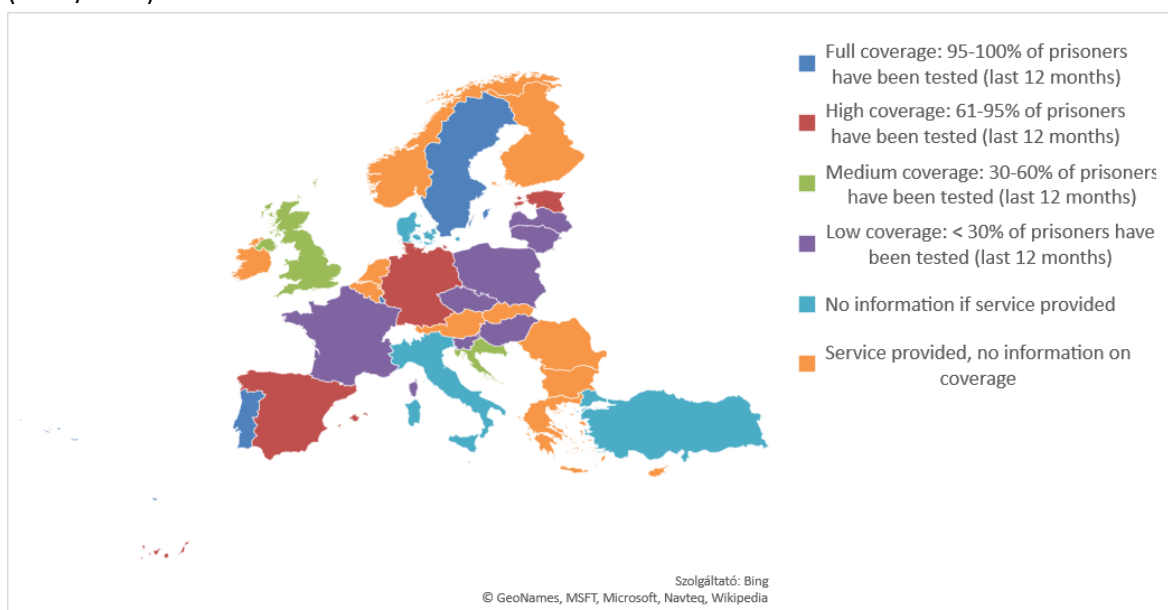 Full coverage: 95-100% of prisoners
have been tested (last 12 months)
High coverage: 61-95% of prisoners
have been tested (last 12 months)
Medium coverage: 30-60% of prisoners
have been tested (last 12 months)
Low coverage: < 30% of prisoners have
been tested (last 12 months)
No information if service provided
Service provided, no information on
coverage
Szolgáltató: Bing
© GeoNames, MSFT, Microsoft, Navteq, Wikipedia